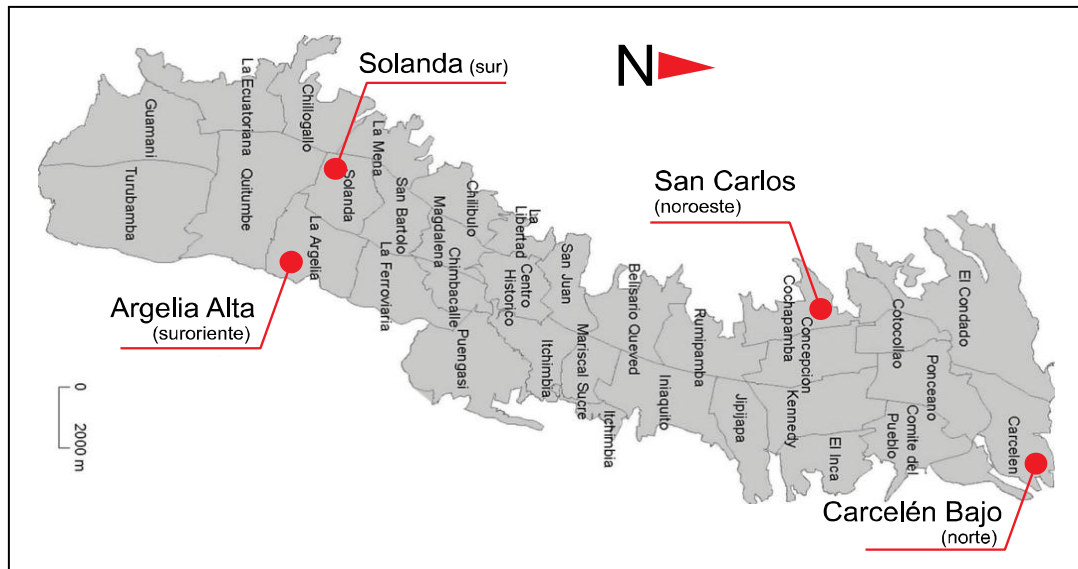 Solanda (sur)
N
San Carlos
(noroeste)
Argelia Alta
(suroriente)
Carcelén Bajo
(norte)
0
2000 m
Guamani
Turubamba
La Ecuatoriana
Quitumbe
Chillogallo
La Argelia
Solanda
La Mena
San Bartolo
La Ferroviaria
Chilibulo
Magdalena
Chimbacalle
Puengasi
La
Libertad
Centro
Historico
Itchimbia
San Juan
Mariscal Sucre
Itchimbia
Belisario Queved
Iniaquito
Rumipamba
Jipijapa
Cochapamba
Concepcion
Kennedy
El Inca
Cotocollao
Ponceano
Comite del
Pueblo
El Condado
Carcelen